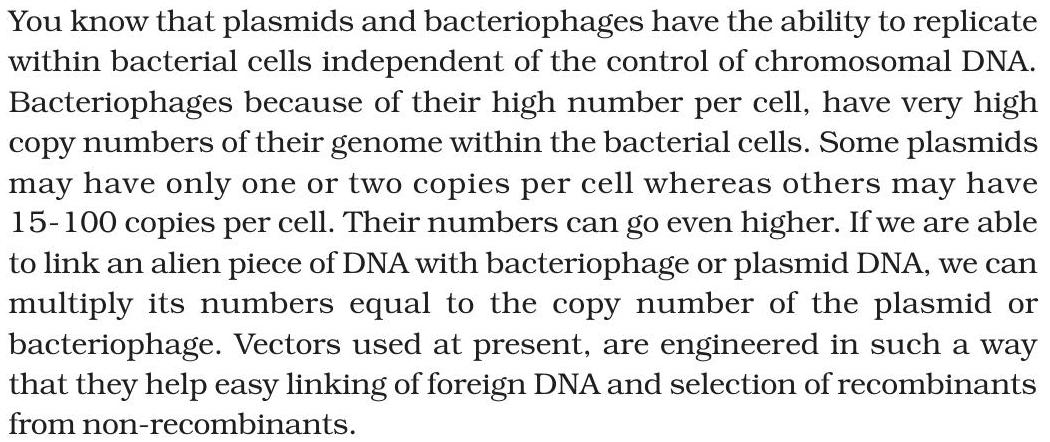 You know that plasmids and bacteriophages have the ability to replicate
within bacterial cells independent of the control of chromosomal DNA.
Bacteriophages because of their high number per cell, have very high
copy numbers of their genome within the bacterial cells. Some plasmids
may have only one or two copies per cell whereas others may have
15-100 copies per cell. Their numbers can go even higher. If we are able
to link an alien piece of DNA with bacteriophage or plasmid DNA, we can
multiply its numbers equal to the copy number of the plasmid or
bacteriophage. Vectors used at present, are engineered in such a way
that they help easy linking of foreign DNA and selection of recombinants
from non-recombinants.